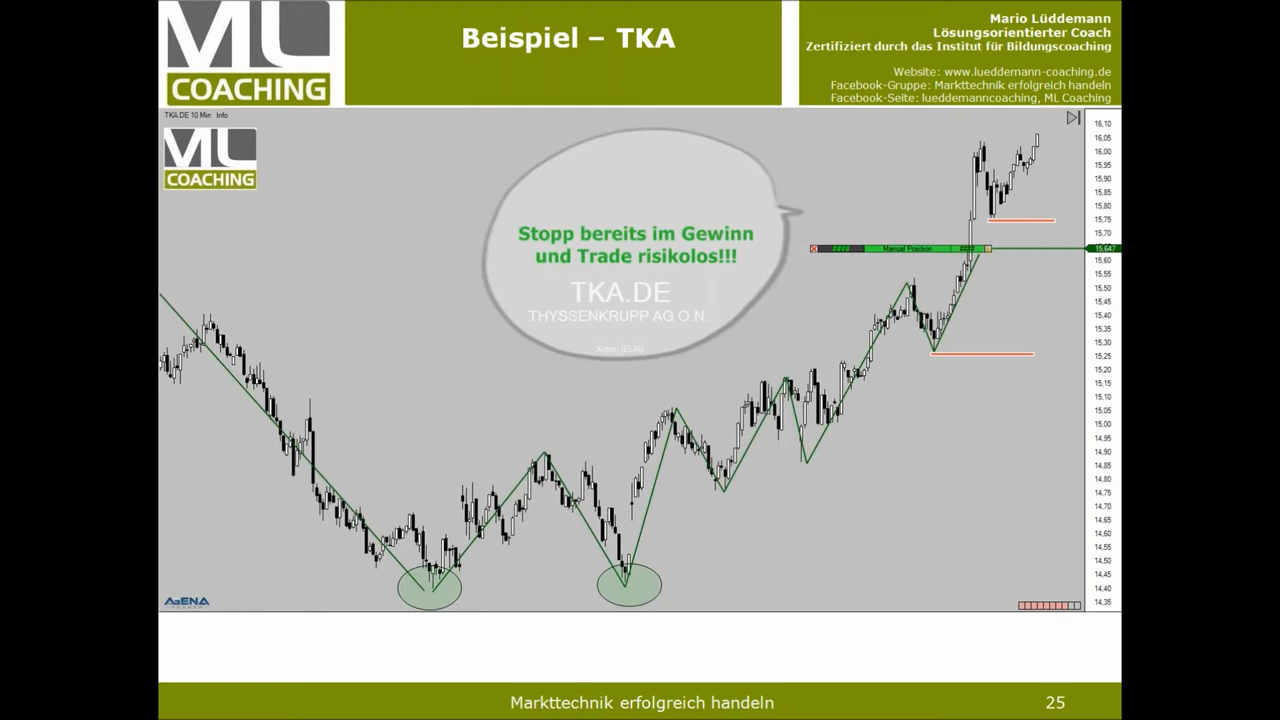 ML
COACHING
Beispiel – TKA
Mario Lüddemann
Lösungsorientierter Coach
Zertifiziert durch das Institut für Bildungscoaching
Website: www.lueddemann-coaching.de
Facebook-Gruppe: Markttechnik erfolgreich handeln
Facebook-Seite: lueddemanncoaching, ML Coaching
TKA.DE 10 Min Info
ML
COACHING
Stopp bereits im Gewinn
und Trade risikolos!!!
TKA.DE
THYSSENKRUPP AG O.N.
Xetra (EUR)
#### Manuel Position ####
16,10
16,05
16,00
15,95
15,90
15,85
15,80
15,75
15,70
15,647
15,60
15,55
15,50
15,45
15,40
15,35
15,30
15,25
15,20
15,15
15,10
15,05
15,00
14,95
14,90
14,85
14,80
14,75
14,70
14,65
14,60
14,55
14,50
14,45
14,40
14,35
AgENA
Markttechnik erfolgreich handeln
25